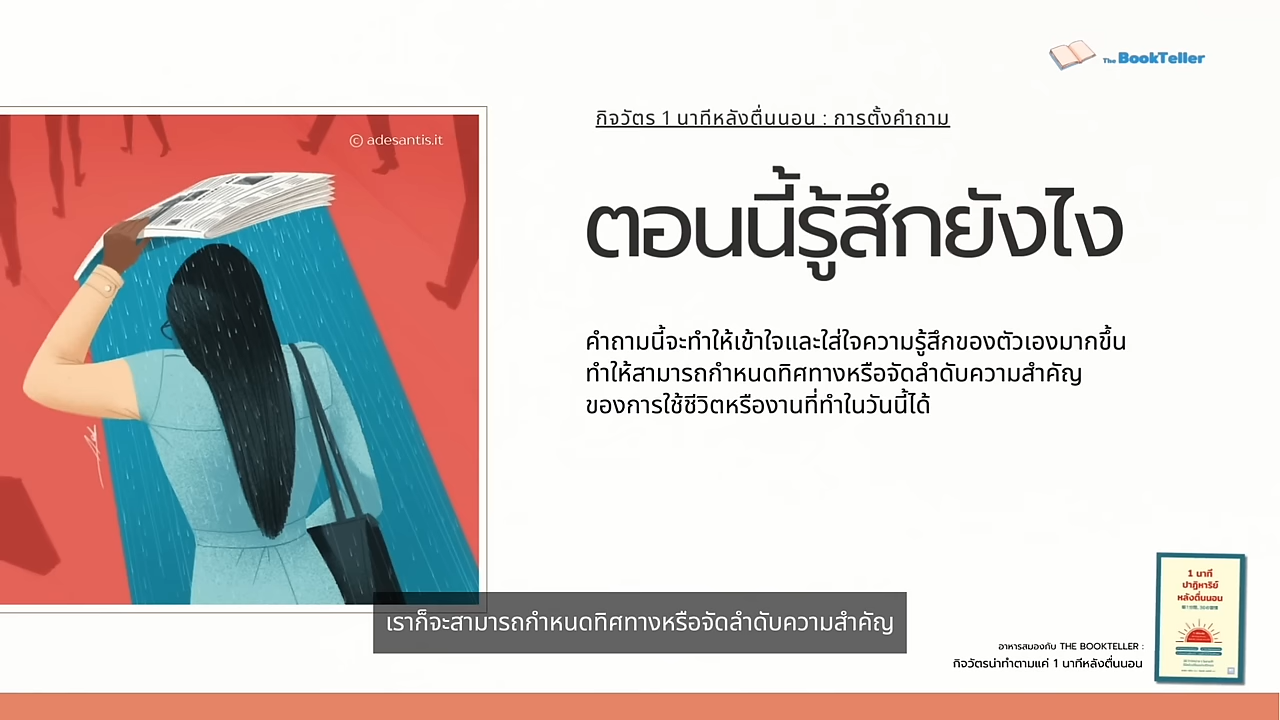 The BookTeller
กิจวัตร 1 นาทีหลังตื่นนอน : การตั้งคำถาม
© adesantis.it
ตอนนี้รู้สึกยังไง
คำถามนี้จะทำให้เข้าใจและใส่ใจความรู้สึกของตัวเองมากขึ้น
ทำให้สามารถกำหนดทิศทางหรือจัดลำดับความสำคัญ
ของการใช้ชีวิตหรืองานที่ทำในวันนี้ได้
เราก็จะสามารถกำหนดทิศทางหรือจัดลำดับความสำคัญ
อาหารสมองกับ THE BOOKTELLER :
กิจวัตรน่าทำตามแค่ 1 นาทีหลังตื่นนอน
1 นาที
ปาฏิหาริย์
หลังตื่นนอน